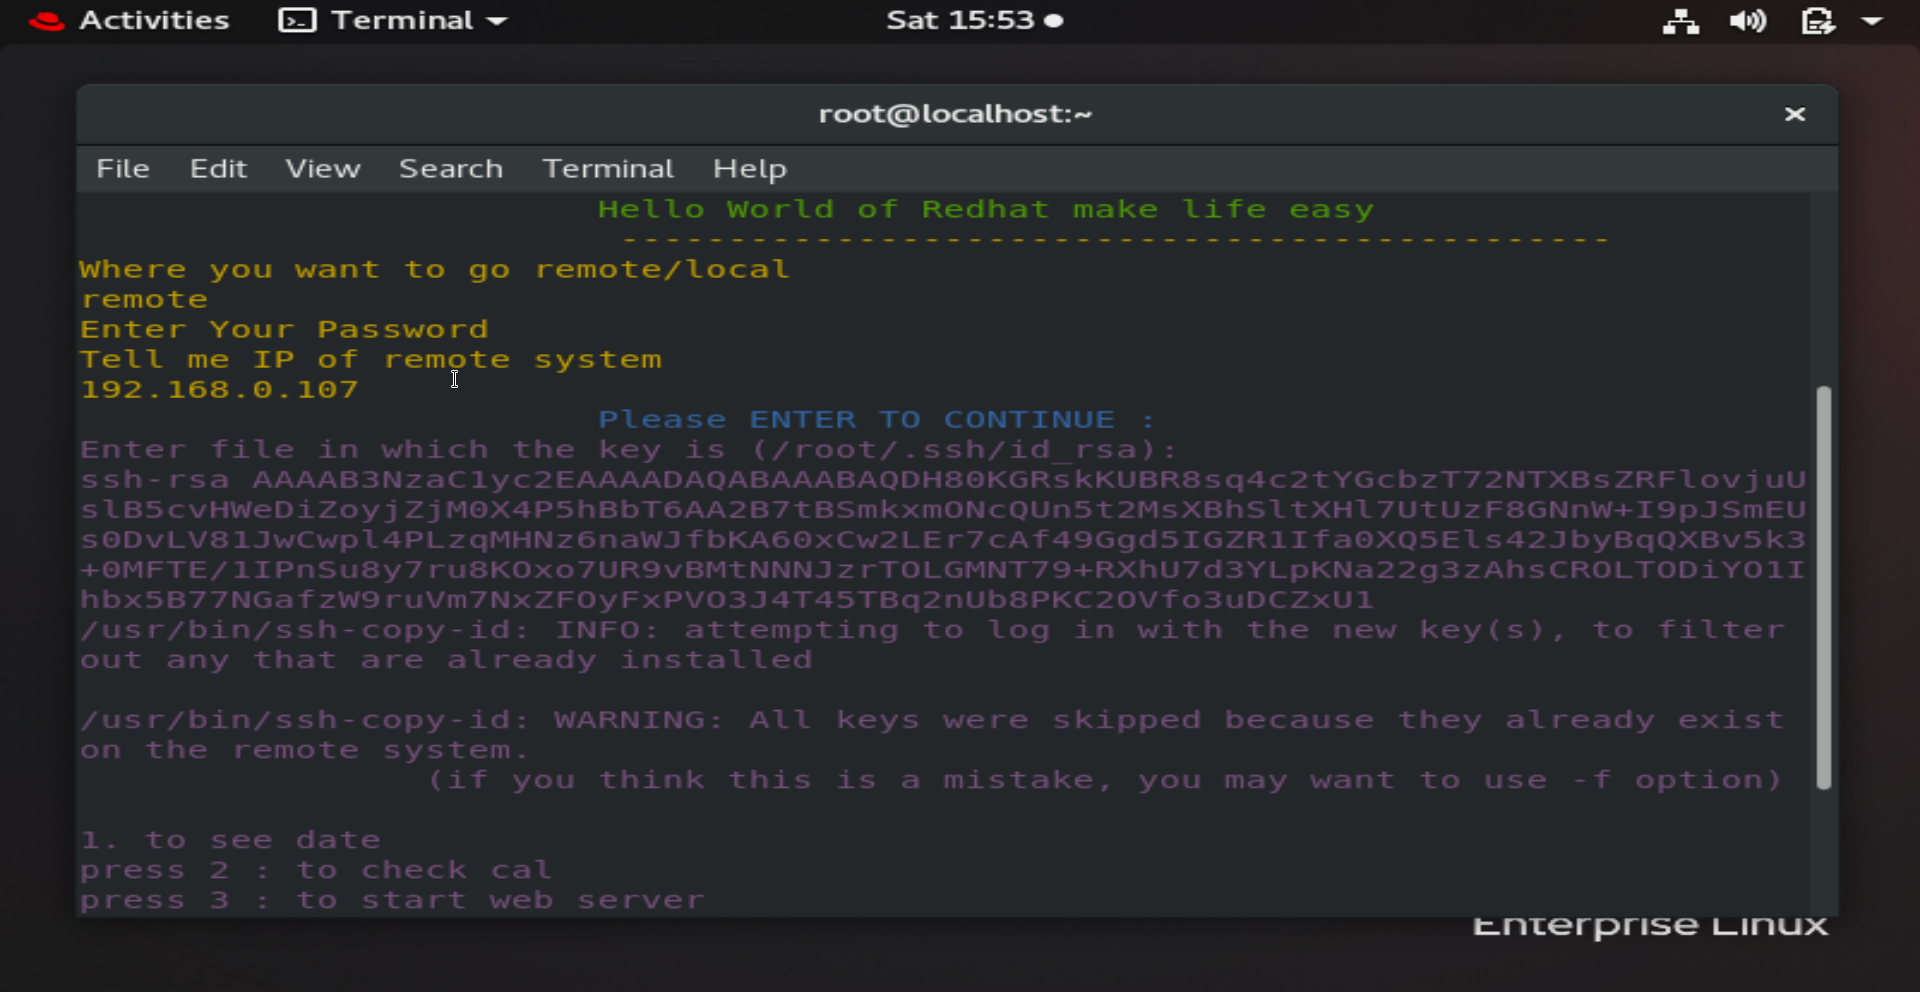 Activities Terminal Sat 15:53
root@localhost:~ ×
File Edit View Search Terminal Help
Hello World of Redhat make life easy
----------------------------------------------
Where you want to go remote/local
remote
Enter Your Password
Tell me IP of remote system
192.168.0.107
Please ENTER TO CONTINUE :
Enter file in which the key is (/root/.ssh/id_rsa):
ssh-rsa AAAAB3NzaC1yc2EAAAADAQABAAABAQDH80KGRskKUBR8sq4c2tYGcbzT72NTXBsZRFlovjuU
slB5cvHWeDiZoyjZjM0X4P5hBbT6AA2B7tBSmkxmONcQUn5t2MsXBhSltXHl7UtUzF8GNnW+I9pJSmEU
s0DvLV81JwCwpl4PLzqMHNz6naWJfbKA60xCw2LEr7cAf49Ggd5IGZR1Ifa0XQ5Els42JbyBqQXBv5k3
+0MFTE/1IPnSu8y7ru8KOxo7UR9vBMtNNNJzrTOLGMNT79+RXhU7d3YLpKNa22g3zAhsCROLTODiYO1I
hbx5B77NGafzW9ruVm7NxZFOyFxPVO3J4T45TBq2nUb8PKC2OVfo3uDCZxU1
/usr/bin/ssh-copy-id: INFO: attempting to log in with the new key(s), to filter
out any that are already installed
/usr/bin/ssh-copy-id: WARNING: All keys were skipped because they already exist
on the remote system.
(if you think this is a mistake, you may want to use -f option)
1. to see date
press 2 : to check cal
press 3 : to start web server
Enterprise Linux